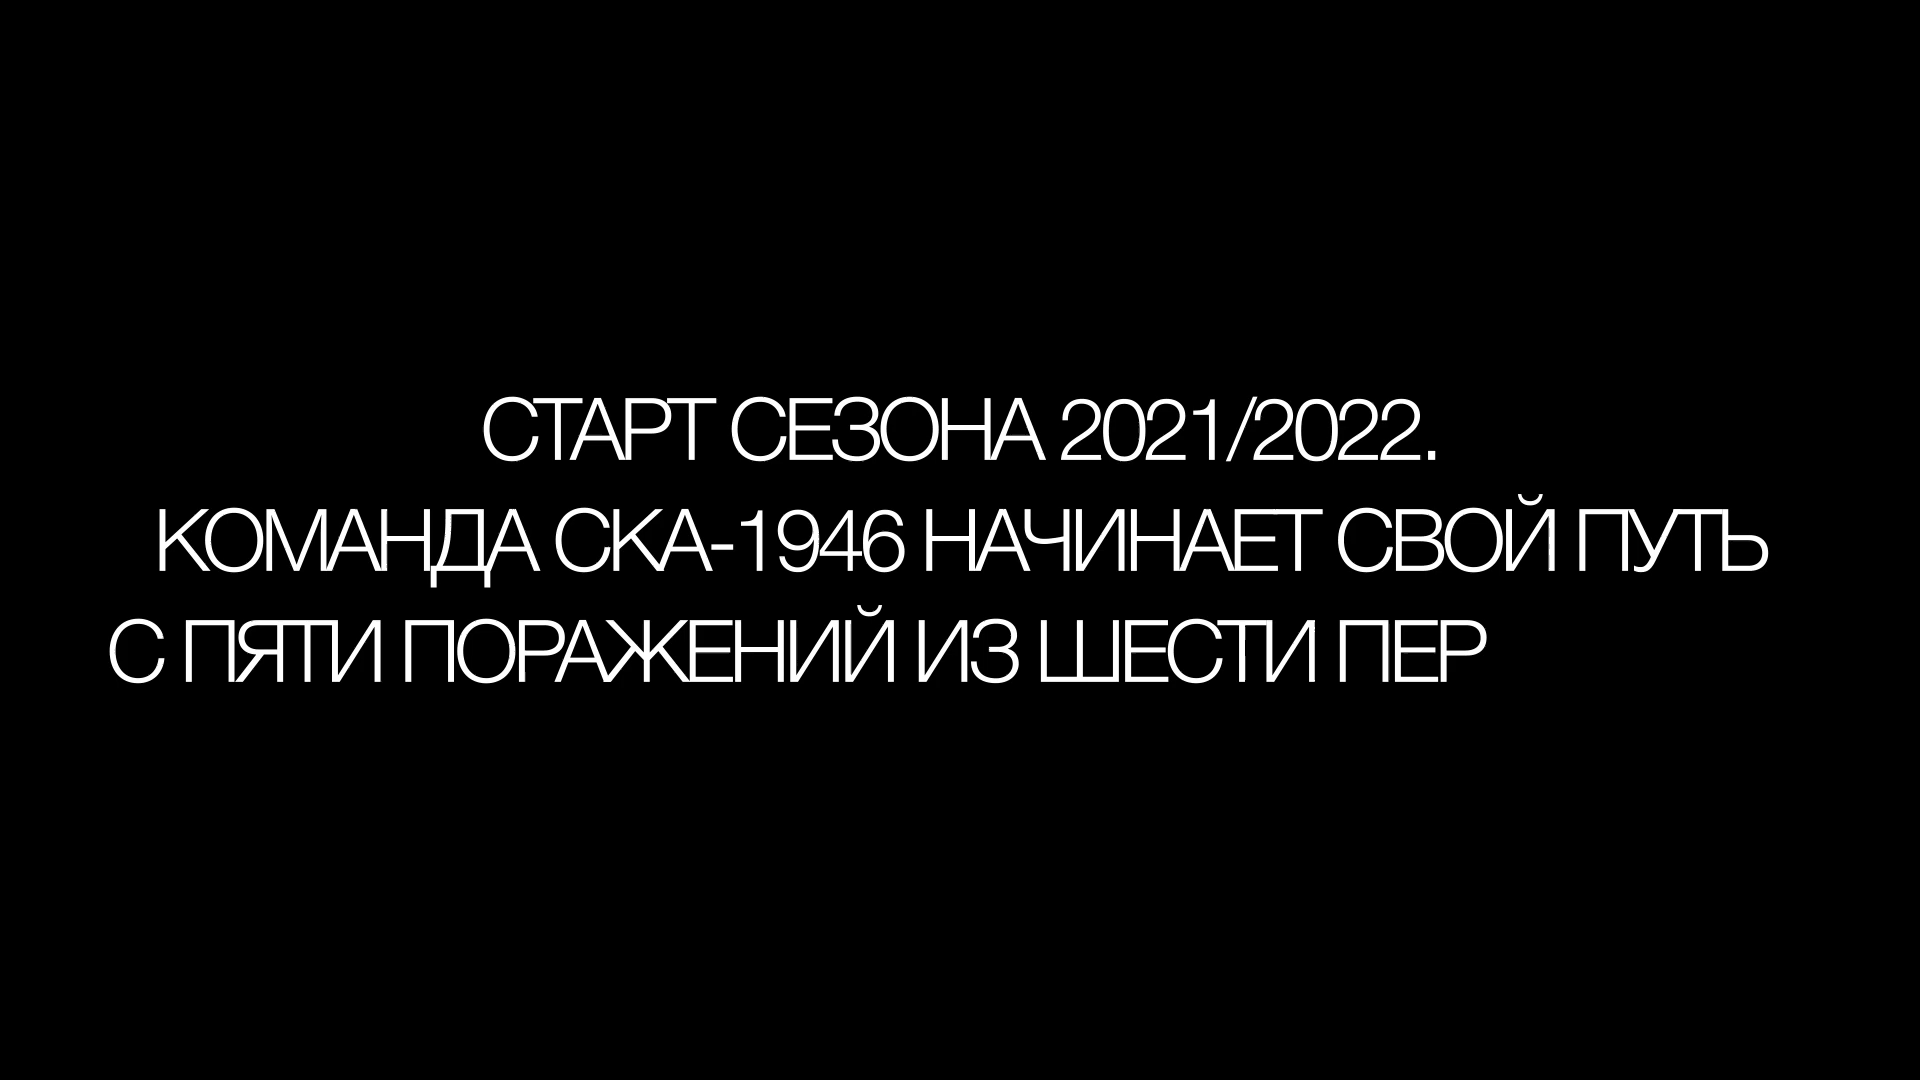 СТАРТ СЕЗОНА 2021/2022.
КОМАНДА СКА-1946 НАЧИНАЕТ СВОЙ ПУТЬ
С ПЯТИ ПОРАЖЕНИЙ ИЗ ШЕСТИ ПЕР